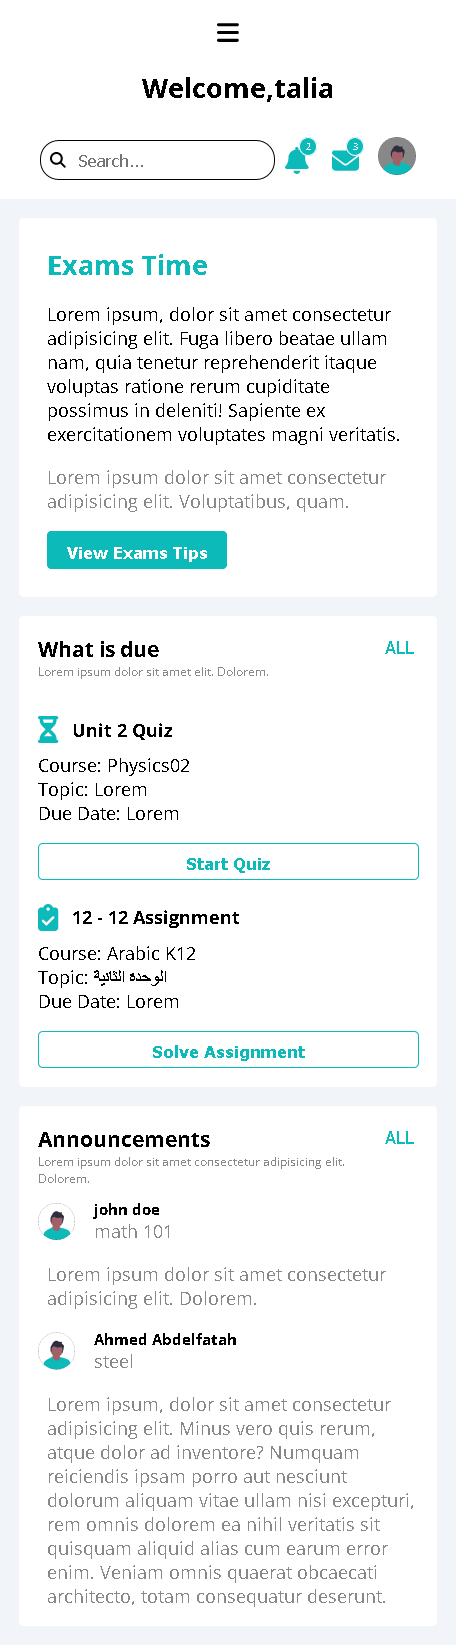 Welcome,talia
Search...
2
3
Exams Time
Lorem ipsum, dolor sit amet consectetur
adipisicing elit. Fuga libero beatae ullam
nam, quia tenetur reprehenderit itaque
voluptas ratione rerum cupiditate
possimus in deleniti! Sapiente ex
exercitationem voluptates magni veritatis.
Lorem ipsum dolor sit amet consectetur
adipisicing elit. Voluptatibus, quam.
View Exams Tips
What is due
ALL
Lorem ipsum dolor sit amet elit. Dolorem.
Unit 2 Quiz
Course: Physics02
Topic: Lorem
Due Date: Lorem
Start Quiz
12 - 12 Assignment
Course: Arabic K12
Topic: الوحدة الثانية
Due Date: Lorem
Solve Assignment
Announcements
ALL
Lorem ipsum dolor sit amet consectetur adipisicing elit.
Dolorem.
john doe
math 101
Lorem ipsum dolor sit amet consectetur
adipisicing elit. Dolorem.
Ahmed Abdelfatah
steel
Lorem ipsum, dolor sit amet consectetur
adipisicing elit. Minus vero quis rerum,
atque dolor ad inventore? Numquam
reiciendis ipsam porro aut nesciunt
dolorum aliquam vitae ullam nisi excepturi,
rem omnis dolorem ea nihil veritatis sit
quisquam aliquid alias cum earum error
enim. Veniam omnis quaerat obcaecati
architecto, totam consequatur deserunt.